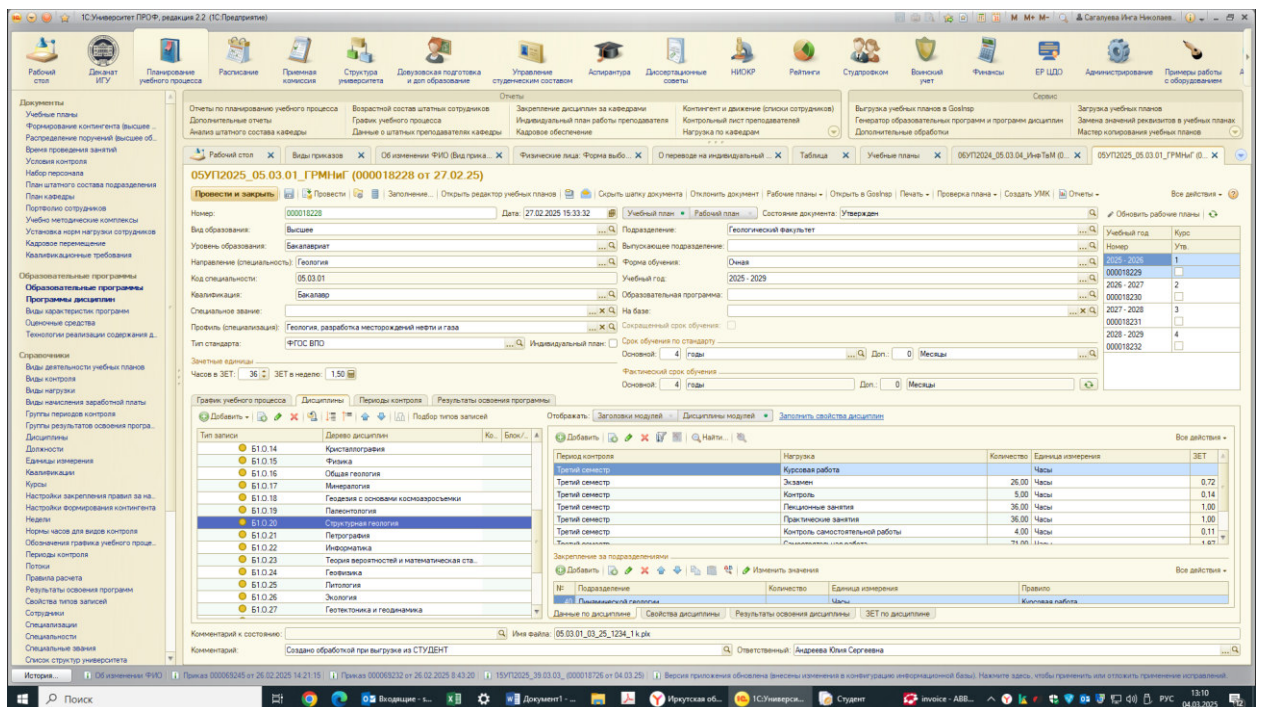 1С:Университет ПРОФ, редакция 2.2 (1С:Предприятие)
M M+ M-
Сагалуева Инга Николаев...
Рабочий стол
Деканат ИГУ
Планирование учебного процесса
Расписание
Приемная комиссия
Структура университета
Довузовская подготовка и доп образование
Управление студенческим составом
Аспирантура
Диссертационные советы
НИОКР
Рейтинги
Студпрофком
Воинский учет
Финансы
ЕР ЦДО
Администрирование
Примеры работы с оборудованием
Документы
Учебные планы
Формирование контингента (высшее ...
Распределение поручений (высшее об...
Время проведения занятий
Условия контроля
Набор персонала
План штатного состава подразделения
План кафедры
Портфолио сотрудников
Учебно методические комплексы
Установка норм нагрузки сотрудников
Кадровое перемещение
Квалификационные требования
Образовательные программы
Образовательные программы
Программы дисциплин
Виды характеристик программ
Оценочные средства
Технологии реализации содержания д...
Справочники
Виды деятельности учебных планов
Виды контроля
Виды нагрузки
Виды начисления заработной платы
Группы периодов контроля
Группы результатов освоения програ...
Дисциплины
Должности
Единицы измерения
Квалификации
Курсы
Настройки закрепления правил за на...
Настройки формирования контингента
Недели
Нормы часов для видов контроля
Обозначения графика учебного проце...
Периоды контроля
Потоки
Правила расчета
Результаты освоения программ
Свойства типов записей
Сотрудники
Специализации
Специальности
Специальные звания
Список структур университета
Отчеты
Отчеты по планированию учебного процесса
Возрастной состав штатных сотрудников
Закрепление дисциплин за кафедрами
Контингент и движение (списки сотрудников)
Дополнительные отчеты
График учебного процесса
Индивидуальный план работы преподавателя
Контрольный лист преподавателей
Анализ штатного состава кафедры
Данные о штатных преподавателях кафедры
Кадровое обеспечение
Нагрузка по кафедрам
Сервис
Выгрузка учебных планов в GosInsp
Загрузка учебных планов
Генератор образовательных программ и программ дисциплин
Замена значений реквизитов в учебных планах
Дополнительные обработки
Мастер копирования учебных планов
Рабочий стол
Виды приказов
Об изменении ФИО (Вид прика...
Физические лица: Форма выбо...
О переводе на индивидуальный ...
Таблица
Учебные планы
06УП2024_05.03.04_ИнфТвМ (0...
05УП2025_05.03.01_ГРМНиГ (0...
05УП2025_05.03.01_ГРМНиГ (000018228 от 27.02.25)
Провести и закрыть
Провести
Заполнение...
Открыть редактор учебных планов
Скрыть шапку документа
Отклонить документ
Рабочие планы
Открыть в GosInsp
Печать
Проверка плана
Создать УМК
Отчеты
Все действия
Номер: 000018228
Дата: 27.02.2025 15:33:32
Учебный план
Рабочий план
Состояние документа: Утвержден
Вид образования: Высшее
Подразделение: Геологический факультет
Уровень образования: Бакалавриат
Выпускающее подразделение:
Направление (специальность): Геология
Форма обучения: Очная
Код специальности: 05.03.01
Учебный год: 2025 - 2029
Квалификация: Бакалавр
Образовательная программа:
Специальное звание:
На базе:
Профиль (специализация): Геология, разработка месторождений нефти и газа
Сокращенный срок обучения:
Тип стандарта: ФГОС ВПО
Индивидуальный план:
Срок обучения по стандарту
Основной: 4 годы
Доп.: 0 Месяцы
Зачетные единицы
Часов в ЗЕТ: 36
ЗЕТ в неделю: 1,50
Фактический срок обучения
Основной: 4 годы
Доп.: 0 Месяцы
Обновить рабочие планы
Учебный год Курс
Номер Утв.
2025 - 2026 1
000018229
2026 - 2027 2
000018230
2027 - 2028 3
000018231
2028 - 2029 4
000018232
График учебного процесса
Дисциплины
Периоды контроля
Результаты освоения программы
Добавить
Подбор типов записей
Отображать: Заголовки модулей
Дисциплины модулей
Заполнить свойства дисциплин
Тип записи Дерево дисциплин Ко... Блок/...
Б1.О.14 Кристаллография
Б1.О.15 Физика
Б1.О.16 Общая геология
Б1.О.17 Минералогия
Б1.О.18 Геодезия с основами космоаэросъемки
Б1.О.19 Палеонтология
Б1.О.20 Структурная геология
Б1.О.21 Петрография
Б1.О.22 Информатика
Б1.О.23 Теория вероятностей и математическая ста...
Б1.О.24 Геофизика
Б1.О.25 Литология
Б1.О.26 Экология
Б1.О.27 Геотектоника и геодинамика
Добавить
Найти...
Все действия
Период контроля Нагрузка Количество Единица измерения ЗЕТ
Третий семестр Курсовая работа Часы
Третий семестр Экзамен 26,00 Часы 0,72
Третий семестр Контроль 5,00 Часы 0,14
Третий семестр Лекционные занятия 36,00 Часы 1,00
Третий семестр Практические занятия 36,00 Часы 1,00
Третий семестр Контроль самостоятельной работы 4,00 Часы 0,11
Третий семестр Самостоятельная работа 71,00 Часы 1,97
Закрепление за подразделениями
Добавить
Изменить значения
Все действия
№ Подразделение Количество Единица измерения Правило
40 Динамической геологии Часы Курсовая работа
Данные по дисциплине
Свойства дисциплины
Результаты освоения дисциплины
ЗЕТ по дисциплине
Комментарий к состоянию:
Имя файла: 05.03.01_03_25_1234_1 k.plx
Комментарий: Создано обработкой при выгрузке из СТУДЕНТ
Ответственный: Андреева Юлия Сергеевна
История...
Об изменении ФИО
Приказ 000069245 от 26.02.2025 14:21:15
Приказ 000069232 от 26.02.2025 8:43:20
15УП2025_39.03.03_ (000018726 от 04.03.25)
Версия приложения обновлена (внесены изменения в конфигурацию информационной базы). Нажмите здесь, чтобы применить или отложить применение исправлений.
Поиск
Входящие - s...
Документ1 - ...
Иркутская об...
1С:Универси...
Студент
invoice - ABB...
РУС
13:10
04.03.2025